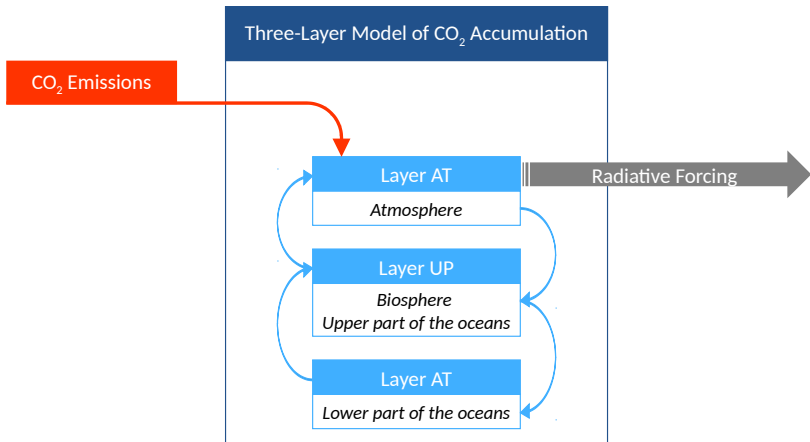 Three-Layer Model of CO₂ Accumulation
CO₂ Emissions
Layer AT
Radiative Forcing
Atmosphere
Layer UP
Biosphere
Upper part of the oceans
Layer AT
Lower part of the oceans